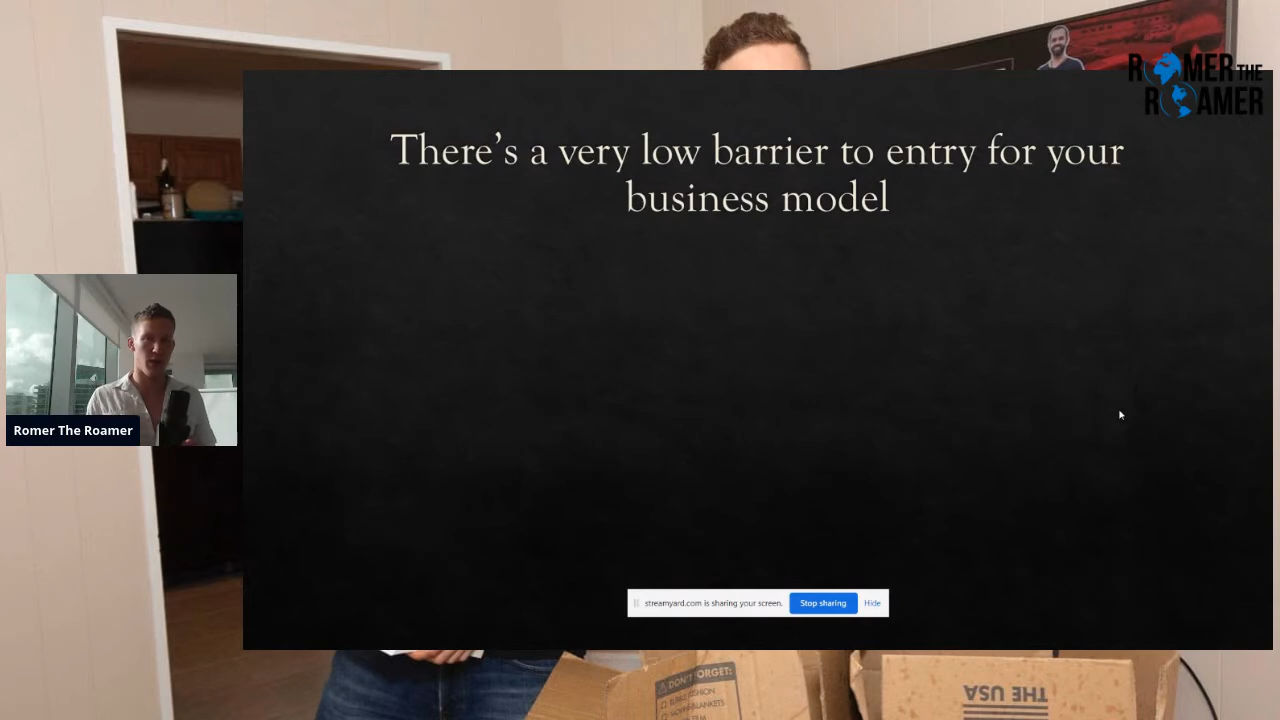 ROMER THE
ROAMER
There's a very low barrier to entry for your
business model
Romer The Roamer
streamyard.com is sharing your screen.
Stop sharing
Hide
DON'T FORGET:
BLANKETS
THE USA